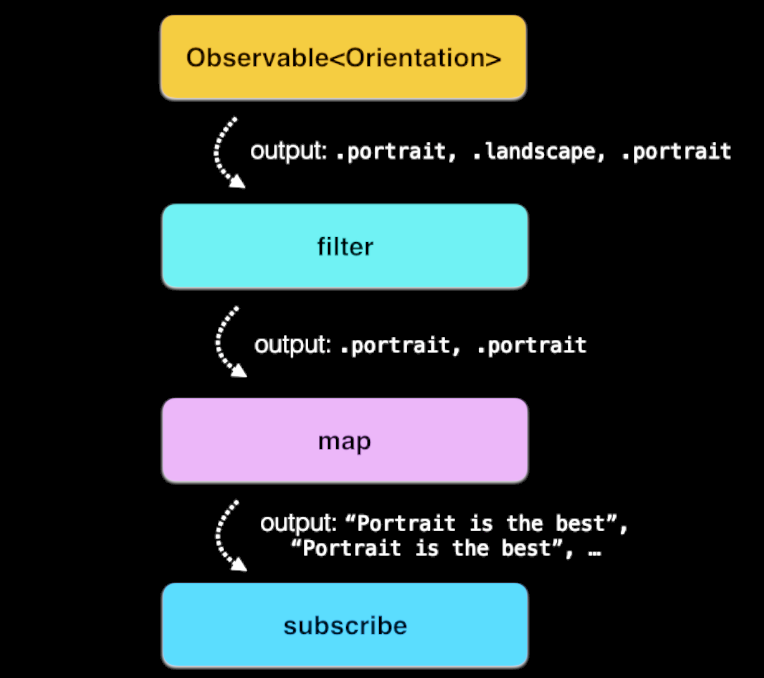 Observable<Orientation>
output: .portrait, .landscape, .portrait
filter
output: .portrait, .portrait
map
output: “Portrait is the best”,
“Portrait is the best”, …
subscribe